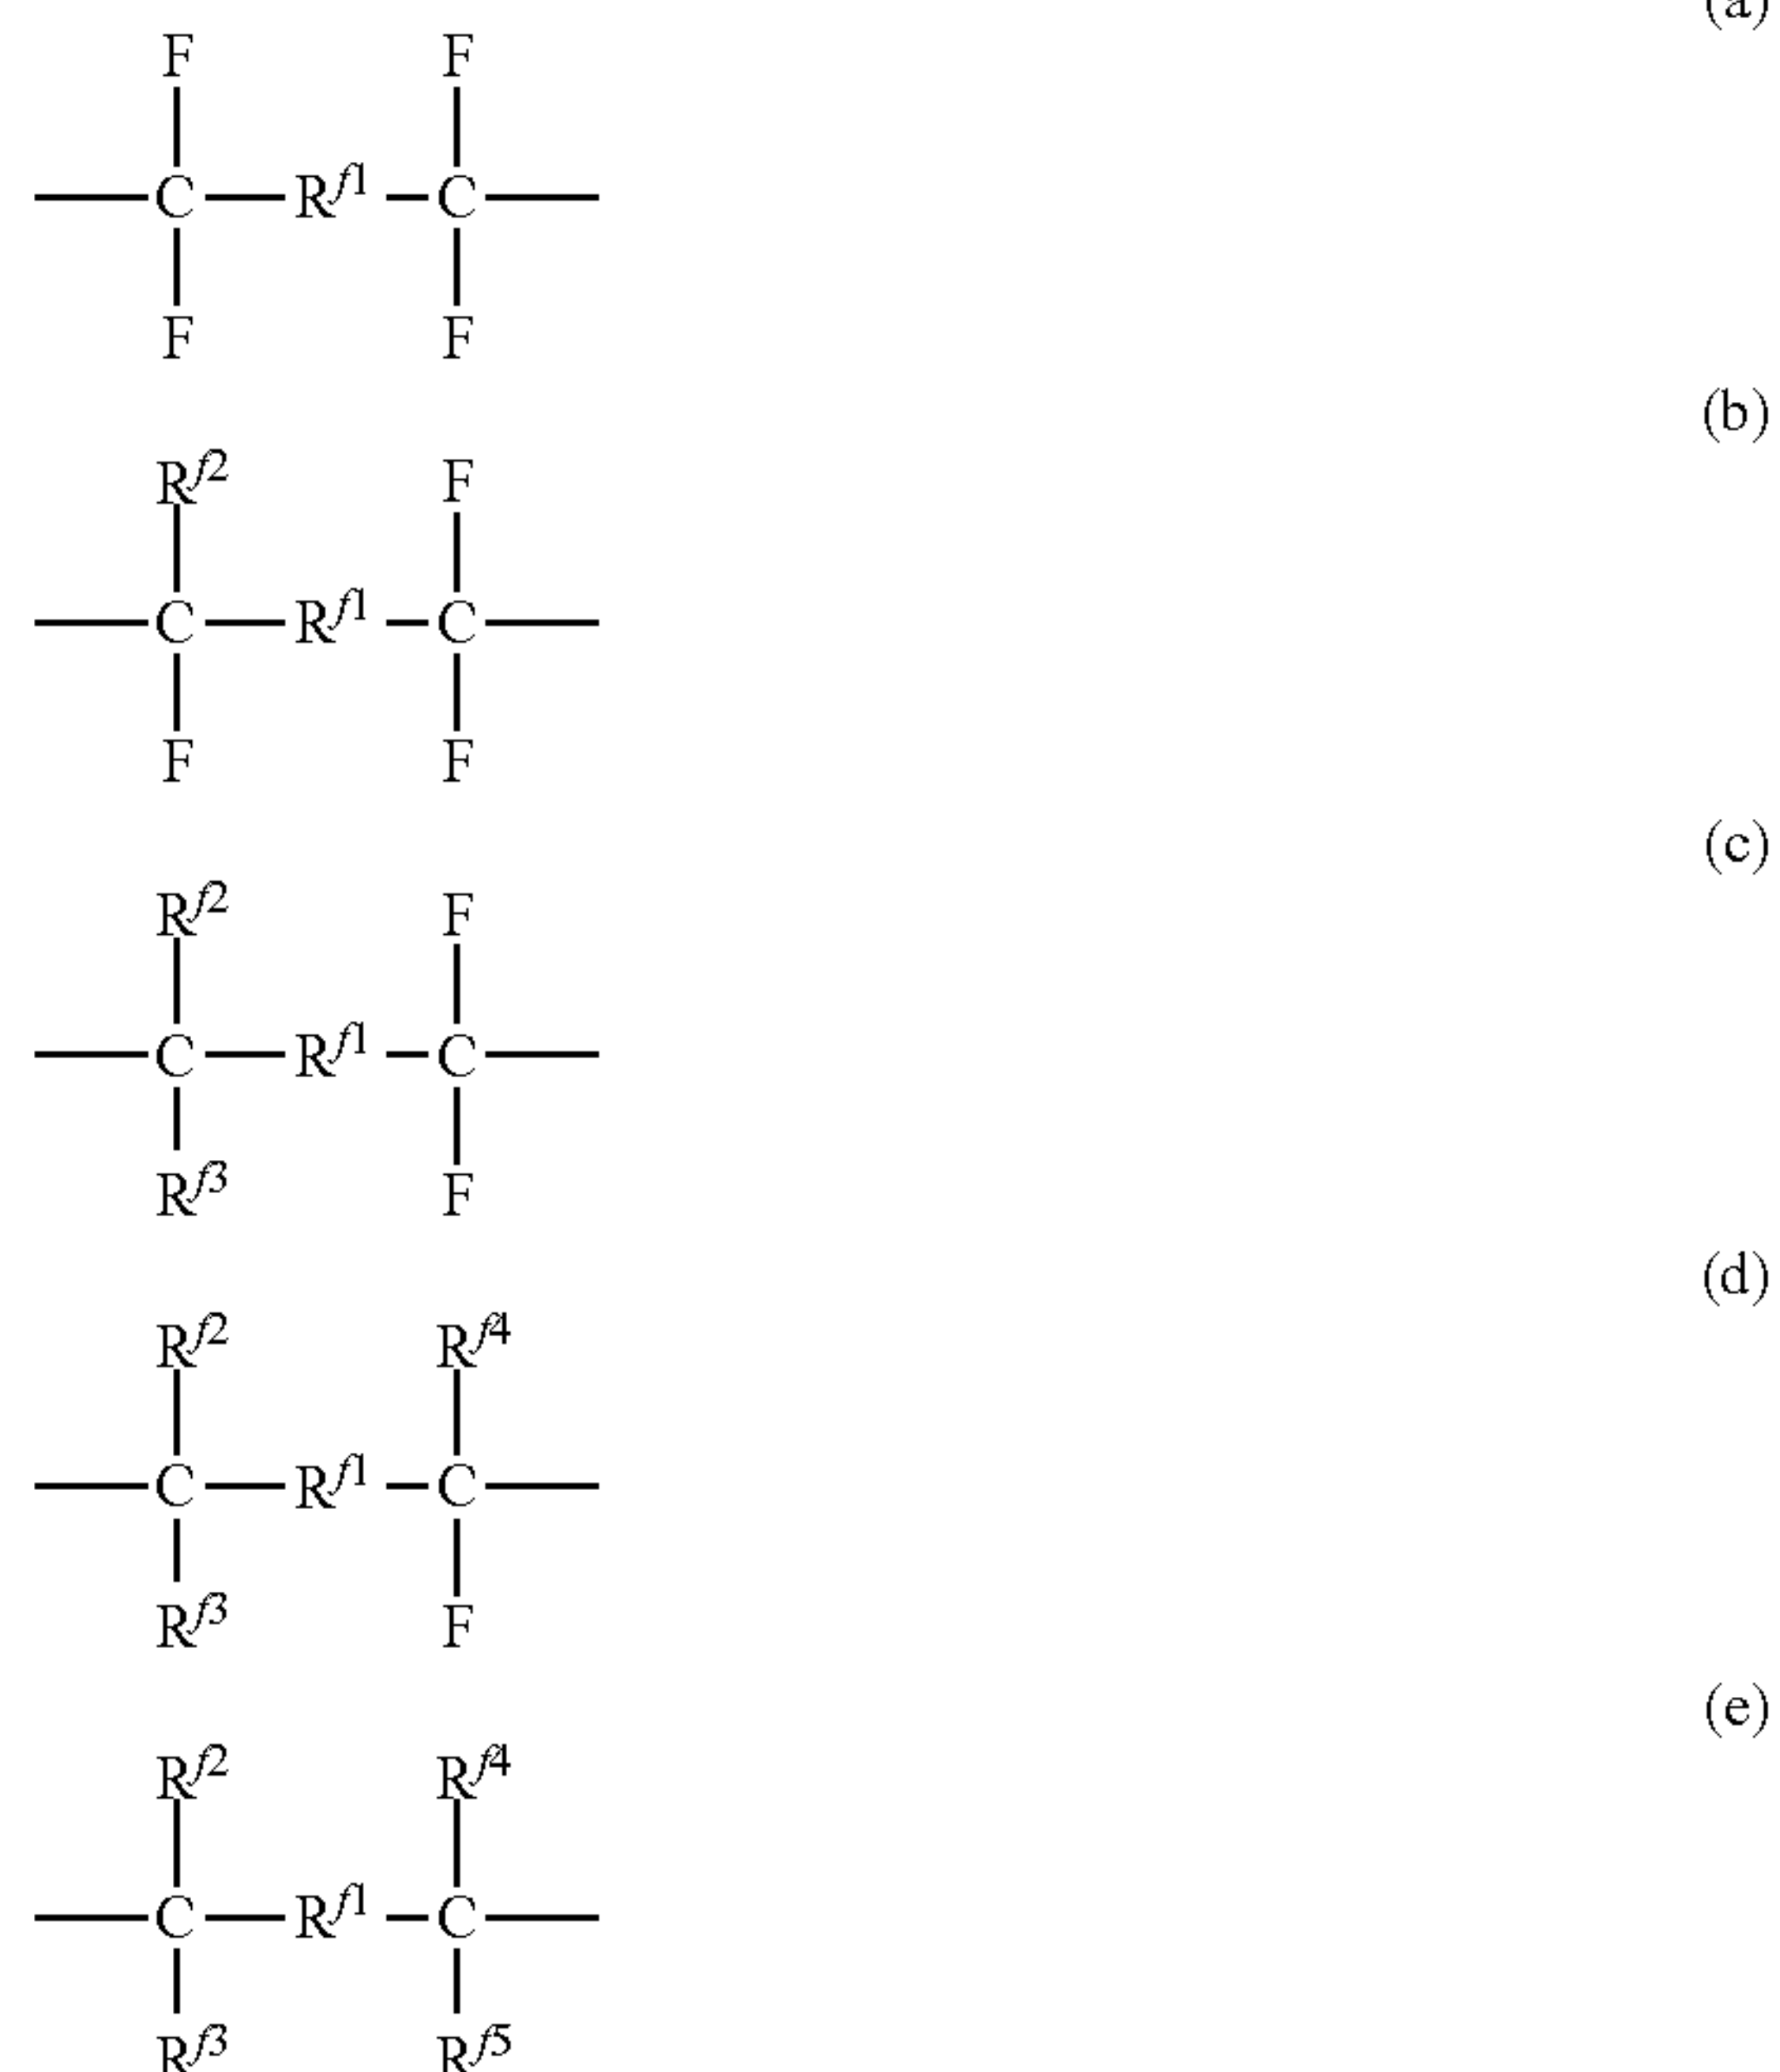 (a)
F F
C R^f1 C
F F
(b)
R^f2 F
C R^f1 C
F F
(c)
R^f2 F
C R^f1 C
R^f3 F
(d)
R^f2 R^f4
C R^f1 C
R^f3 F
(e)
R^f2 R^f4
C R^f1 C
R^f3 R^f5